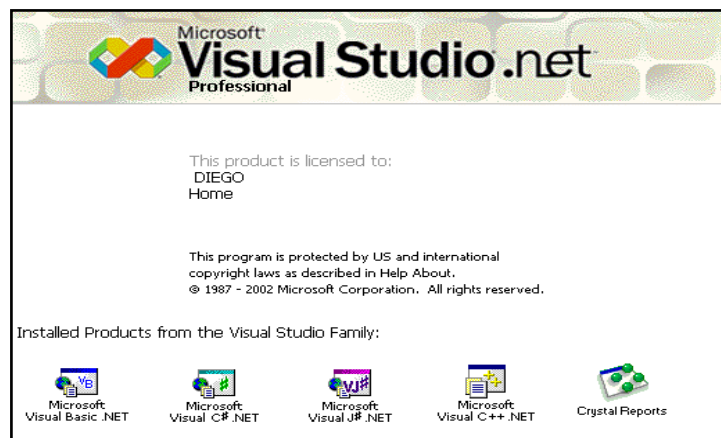 Microsoft®
Visual Studio .net
Professional
This product is licensed to:
DIEGO
Home
This program is protected by US and international
copyright laws as described in Help About.
© 1987 - 2002 Microsoft Corporation. All rights reserved.
Installed Products from the Visual Studio Family:
VB
#
VJ#
++
Microsoft
Visual Basic .NET
Microsoft
Visual C# .NET
Microsoft
Visual J# .NET
Microsoft
Visual C++ .NET
Crystal Reports